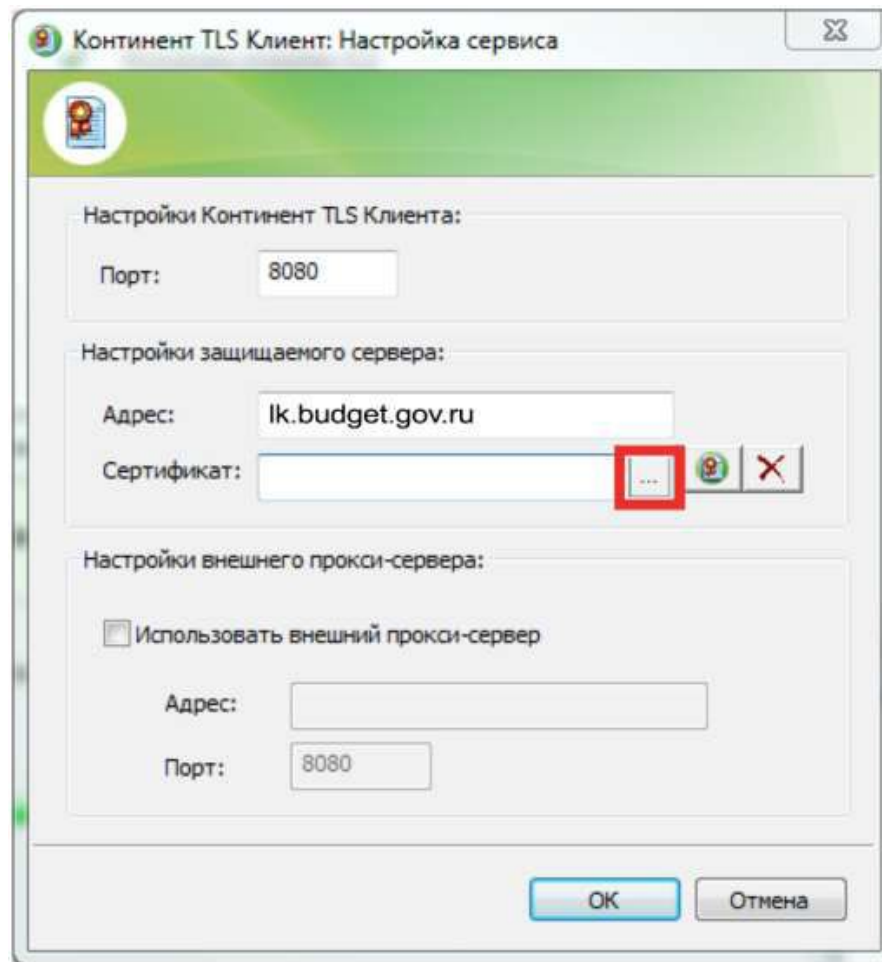 Континент TLS Клиент: Настройка сервиса
Настройки Континент TLS Клиента:
Порт: 8080
Настройки защищаемого сервера:
Адрес: lk.budget.gov.ru
Сертификат: ...
Настройки внешнего прокси-сервера:
Использовать внешний прокси-сервер
Адрес:
Порт: 8080
ОК Отмена